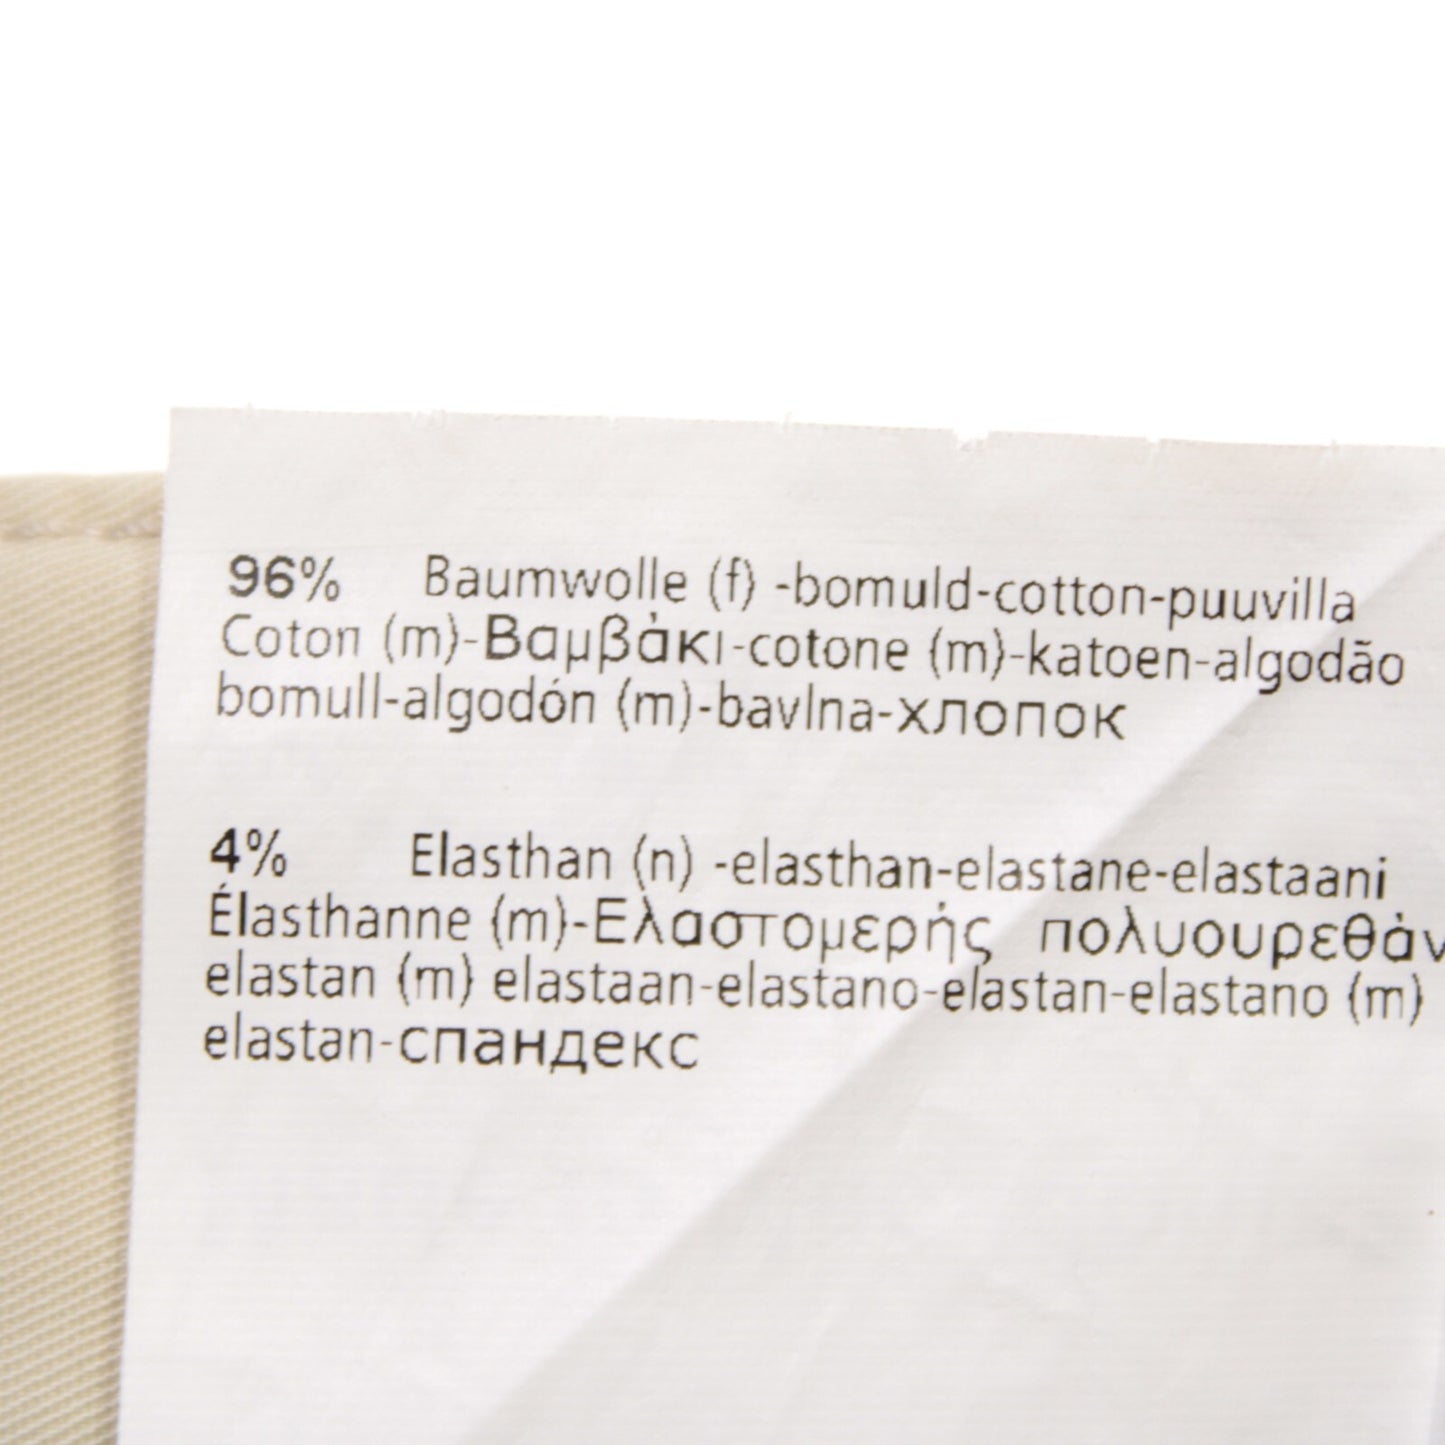 96% Baumwolle (f) -bomuld-cotton-puuvilla
Coton (m)-Βαμβάκι-cotone (m)-katoen-algodão
bomull-algodón (m)-bavlna-хлопок
4% Elasthan (n) -elasthan-elastane-elastaani
Élasthanne (m)-Ελαστομερής πολυουρεθάν
elastan (m) elastaan-elastano-elastan-elastano (m)
elastan-спандекс